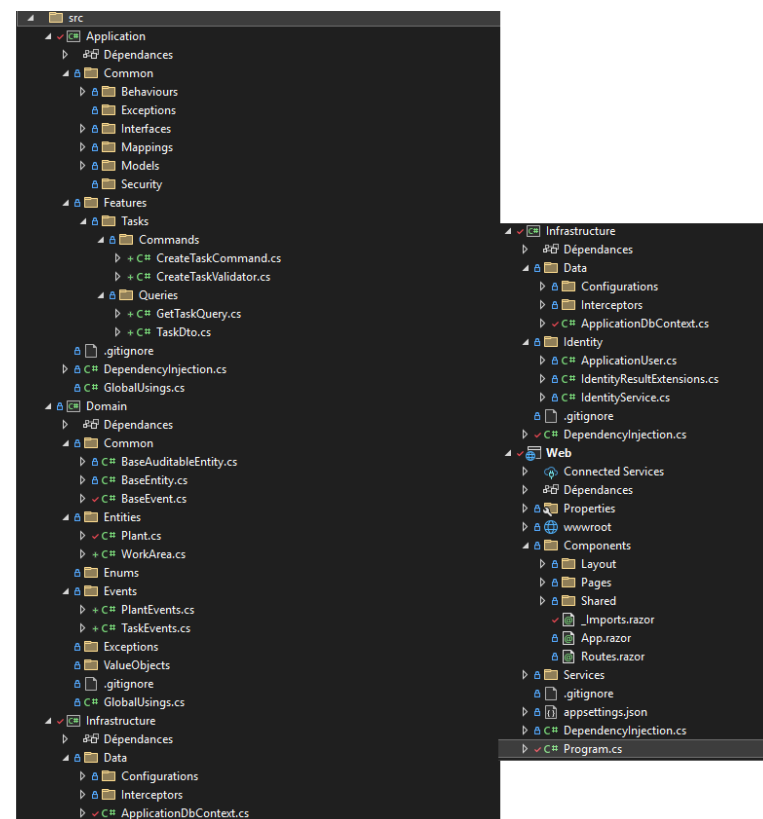 src
Application
Dépendances
Common
Behaviours
Exceptions
Interfaces
Mappings
Models
Security
Features
Tasks
Commands
CreateTaskCommand.cs
CreateTaskValidator.cs
Queries
GetTaskQuery.cs
TaskDto.cs
.gitignore
DependencyInjection.cs
GlobalUsings.cs
Domain
Dépendances
Common
BaseAuditableEntity.cs
BaseEntity.cs
BaseEvent.cs
Entities
Plant.cs
WorkArea.cs
Enums
Events
PlantEvents.cs
TaskEvents.cs
Exceptions
ValueObjects
.gitignore
GlobalUsings.cs
Infrastructure
Dépendances
Data
Configurations
Interceptors
ApplicationDbContext.cs
Infrastructure
Dépendances
Data
Configurations
Interceptors
ApplicationDbContext.cs
Identity
ApplicationUser.cs
IdentityResultExtensions.cs
IdentityService.cs
.gitignore
DependencyInjection.cs
Web
Connected Services
Dépendances
Properties
wwwroot
Components
Layout
Pages
Shared
_Imports.razor
App.razor
Routes.razor
Services
.gitignore
appsettings.json
DependencyInjection.cs
Program.cs